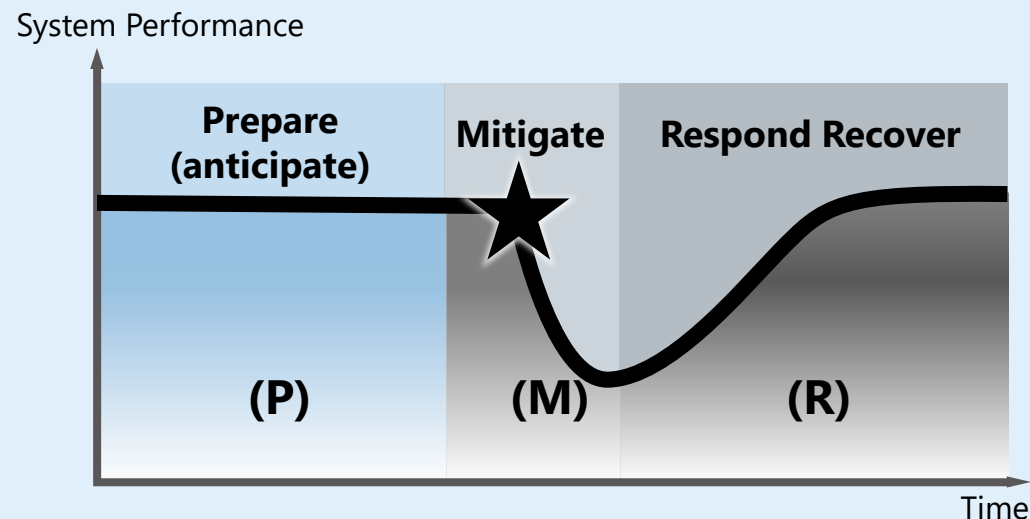 System Performance
Prepare
(anticipate)
Mitigate
Respond Recover
(P)
(M)
(R)
Time